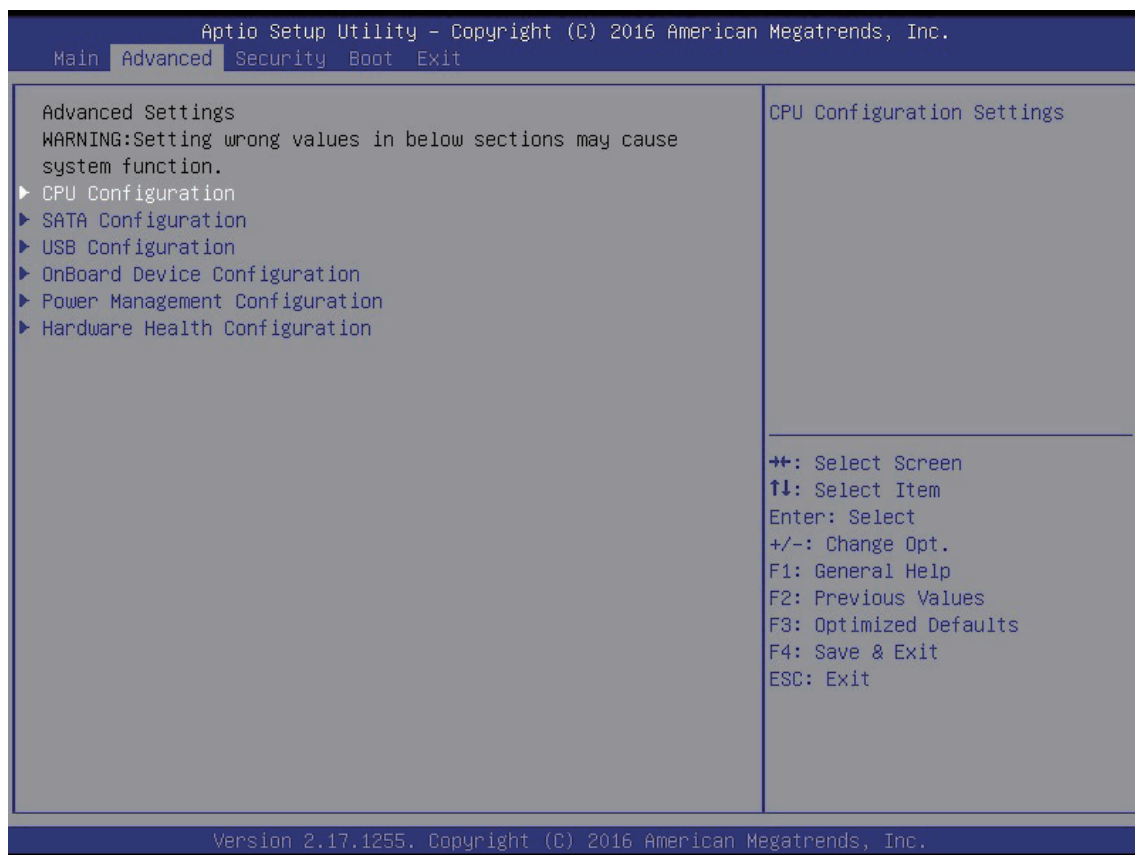 Aptio Setup Utility – Copyright (C) 2016 American Megatrends, Inc.
Main Advanced Security Boot Exit
Advanced Settings
WARNING:Setting wrong values in below sections may cause
system function.
▶ CPU Configuration
▶ SATA Configuration
▶ USB Configuration
▶ OnBoard Device Configuration
▶ Power Management Configuration
▶ Hardware Health Configuration
CPU Configuration Settings
→←: Select Screen
↑↓: Select Item
Enter: Select
+/-: Change Opt.
F1: General Help
F2: Previous Values
F3: Optimized Defaults
F4: Save & Exit
ESC: Exit
Version 2.17.1255. Copyright (C) 2016 American Megatrends, Inc.